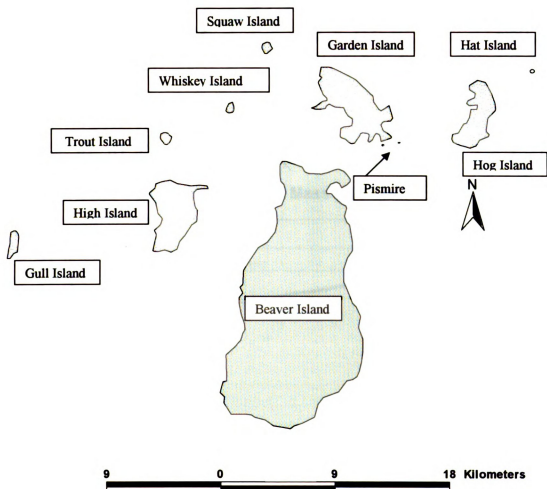 Squaw Island
Garden Island
Hat Island
Whiskey Island
Trout Island
Hog Island
Pismire
N
High Island
Gull Island
Beaver Island
9 0 9 18 Kilometers